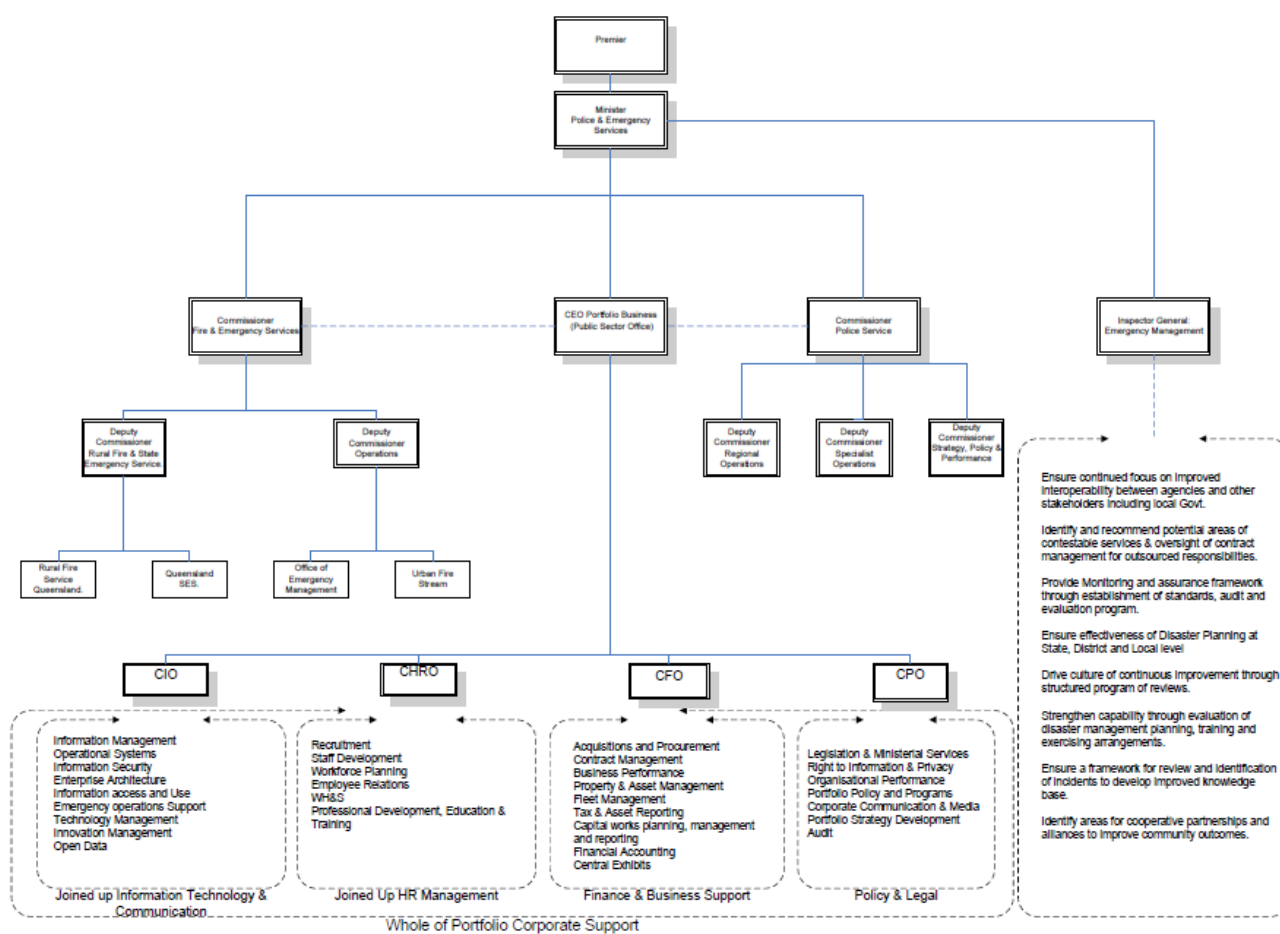 Premier
Minister
Police & Emergency
Services
Commissioner
Fire & Emergency Services
CEO Portfolio Business
(Public Sector Office)
Commissioner
Police Service
Inspector General:
Emergency Management
Deputy
Commissioner
Rural Fire & State
Emergency Service.
Deputy
Commissioner
Operations
Deputy
Commissioner
Regional
Operations
Deputy
Commissioner
Specialist
Operations
Deputy
Commissioner
Strategy, Policy &
Performance
Rural Fire
Service
Queensland.
Queensland
SES.
Office of
Emergency
Management
Urban Fire
Stream
Ensure continued focus on improved
interoperability between agencies and other
stakeholders including local Govt.
Identify and recommend potential areas of
contestable services & oversight of contract
management for outsourced responsibilities.
Provide Monitoring and assurance framework
through establishment of standards, audit and
evaluation program.
Ensure effectiveness of Disaster Planning at
State, District and Local level
Drive culture of continuous improvement through
structured program of reviews.
Strengthen capability through evaluation of
disaster management planning, training and
exercising arrangements.
Ensure a framework for review and identification
of incidents to develop improved knowledge
base.
Identify areas for cooperative partnerships and
alliances to improve community outcomes.
CIO
CHRO
CFO
CPO
Information Management
Operational Systems
Information Security
Enterprise Architecture
Information access and Use
Emergency operations Support
Technology Management
Innovation Management
Open Data
Joined up Information Technology &
Communication
Recruitment
Staff Development
Workforce Planning
Employee Relations
WH&S
Professional Development, Education &
Training
Joined Up HR Management
Acquisitions and Procurement
Contract Management
Business Performance
Property & Asset Management
Fleet Management
Tax & Asset Reporting
Capital works planning, management
and reporting
Financial Accounting
Central Exhibits
Finance & Business Support
Legislation & Ministerial Services
Right to Information & Privacy
Organisational Performance
Portfolio Policy and Programs
Corporate Communication & Media
Portfolio Strategy Development
Audit
Policy & Legal
Whole of Portfolio Corporate Support